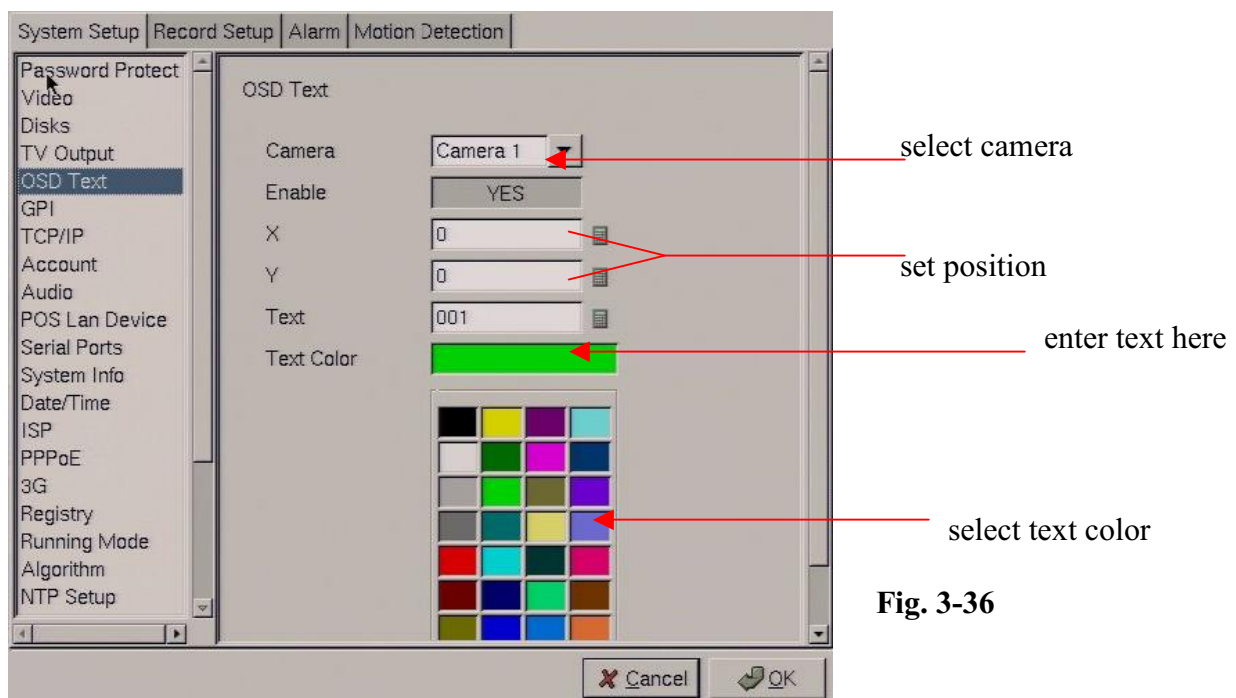 System Setup Record Setup Alarm Motion Detection
Password Protect
Video
Disks
TV Output
OSD Text
GPI
TCP/IP
Account
Audio
POS Lan Device
Serial Ports
System Info
Date/Time
ISP
PPPoE
3G
Registry
Running Mode
Algorithm
NTP Setup
OSD Text
Camera Camera 1
Enable YES
X 0
Y 0
Text 001
Text Color
select camera
set position
enter text here
select text color
Fig. 3-36
Cancel OK